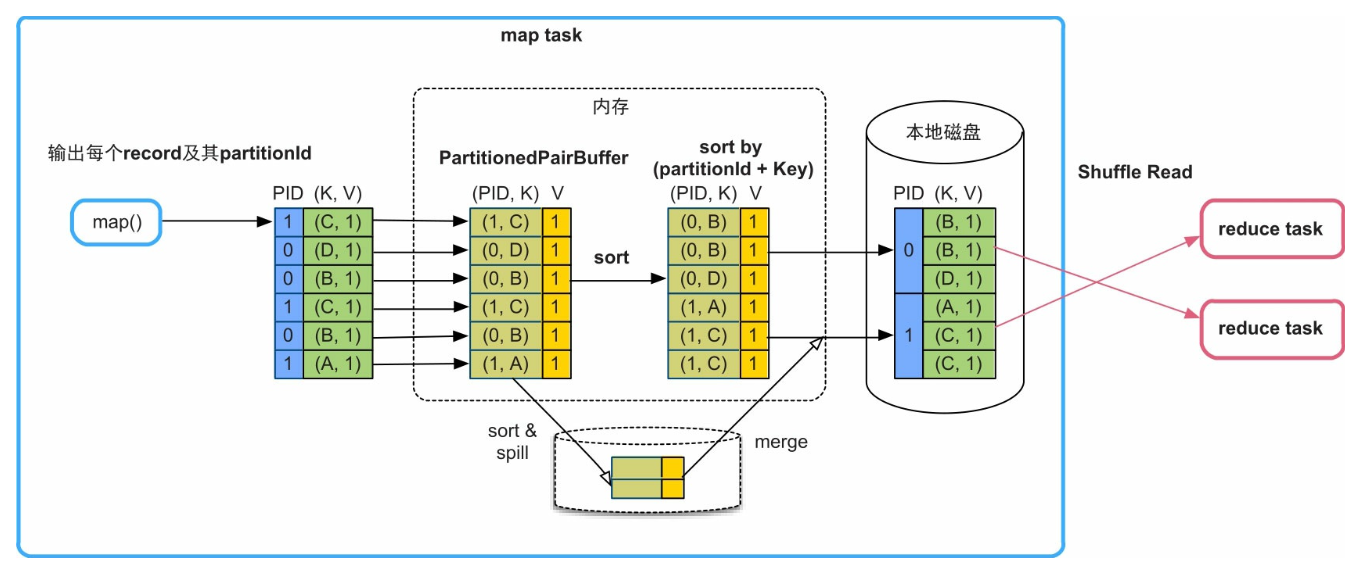 map task
内存
本地磁盘
输出每个record及其partitionId
PartitionedPairBuffer
sort by
(partitionId + Key)
Shuffle Read
PID (K, V)
(PID, K) V
(PID, K) V
PID (K, V)
map()
1 (C, 1)
0 (D, 1)
0 (B, 1)
1 (C, 1)
0 (B, 1)
1 (A, 1)
(1, C) 1
(0, D) 1
(0, B) 1
(1, C) 1
(0, B) 1
(1, A) 1
sort
(0, B) 1
(0, B) 1
(0, D) 1
(1, A) 1
(1, C) 1
(1, C) 1
0
(B, 1)
(B, 1)
(D, 1)
1
(A, 1)
(C, 1)
(C, 1)
reduce task
reduce task
sort &
spill
merge